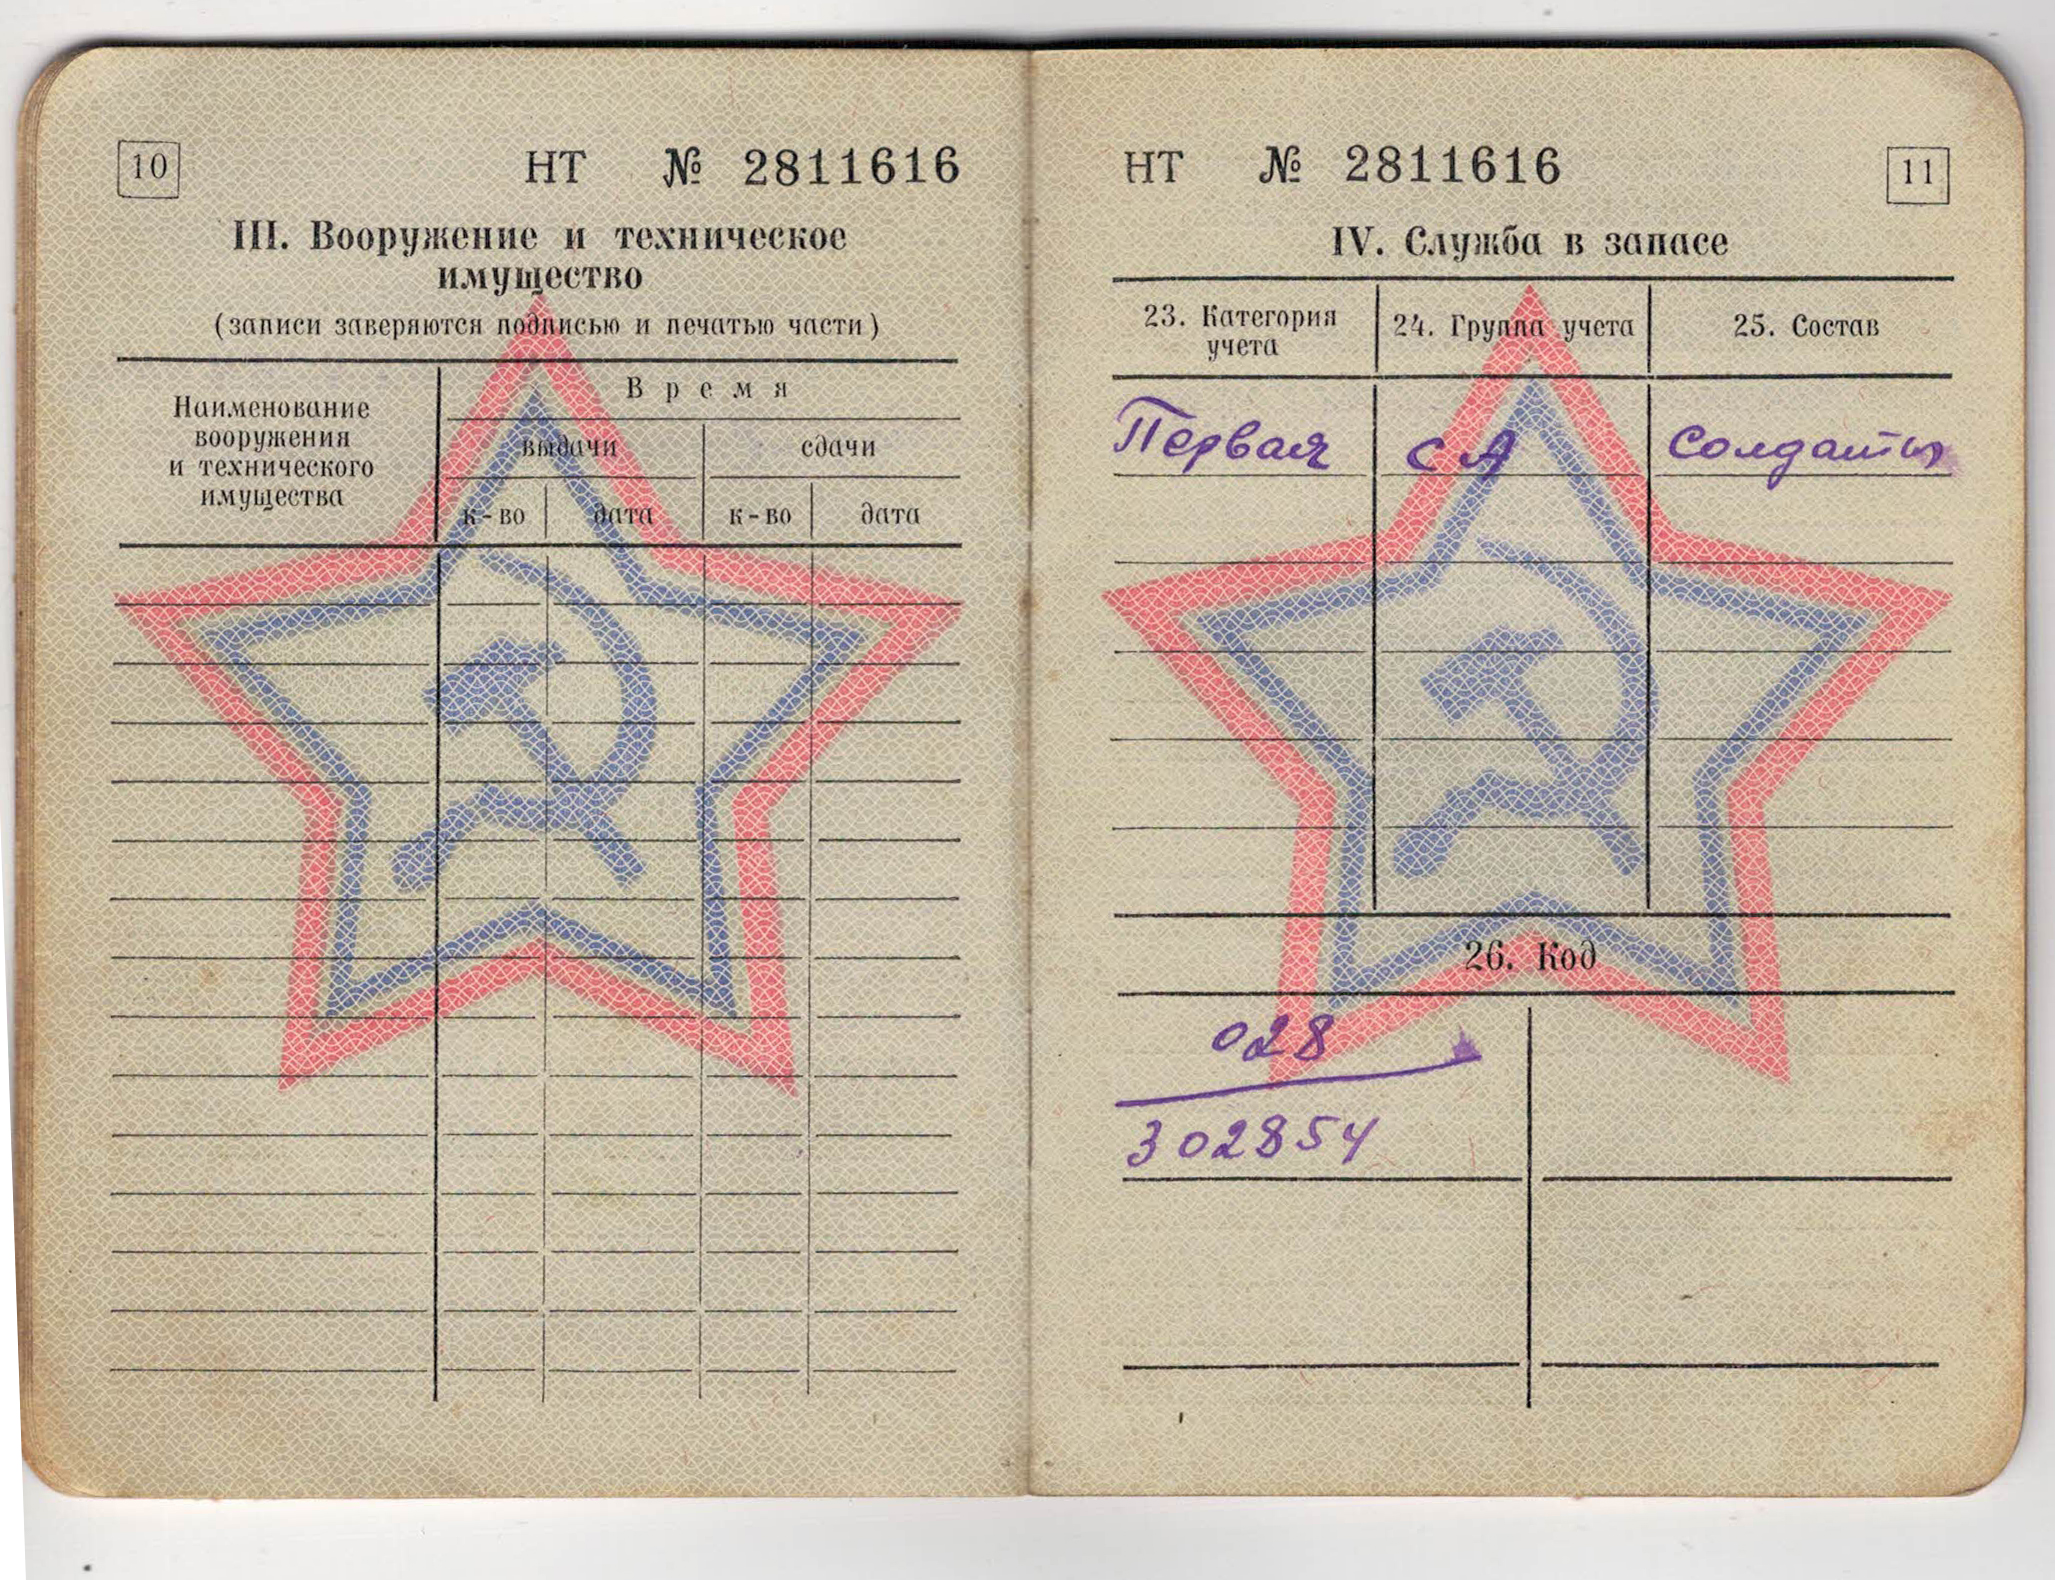 10
НТ № 2811616
III. Вооружение и техническое
имущество
(записи заверяются подписью и печатью части)
Наименование
вооружения
и технического
имущества
Время
выдачи
сдачи
к-во
дата
к-во
дата
НТ № 2811616
11
IV. Служба в запасе
23. Категория
учета
24. Группа учета
25. Состав
Первая
СА
Солдаты
26. Код
028
302854